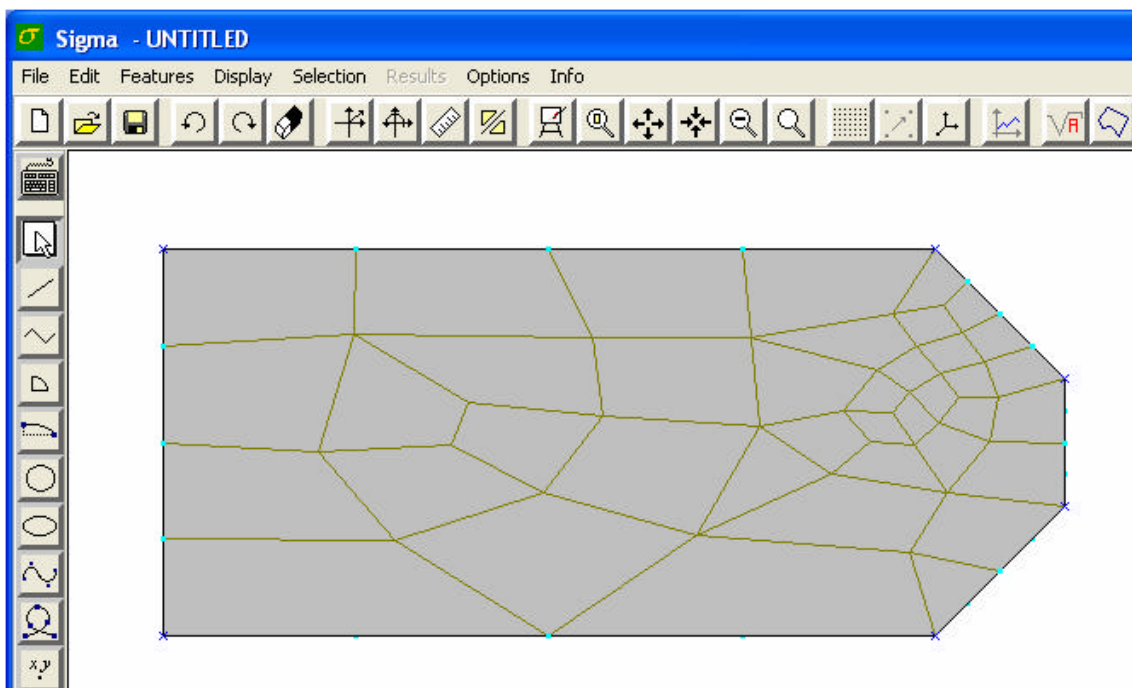 σ Sigma - UNTITLED
File Edit Features Display Selection Results Options Info
√A
x,y